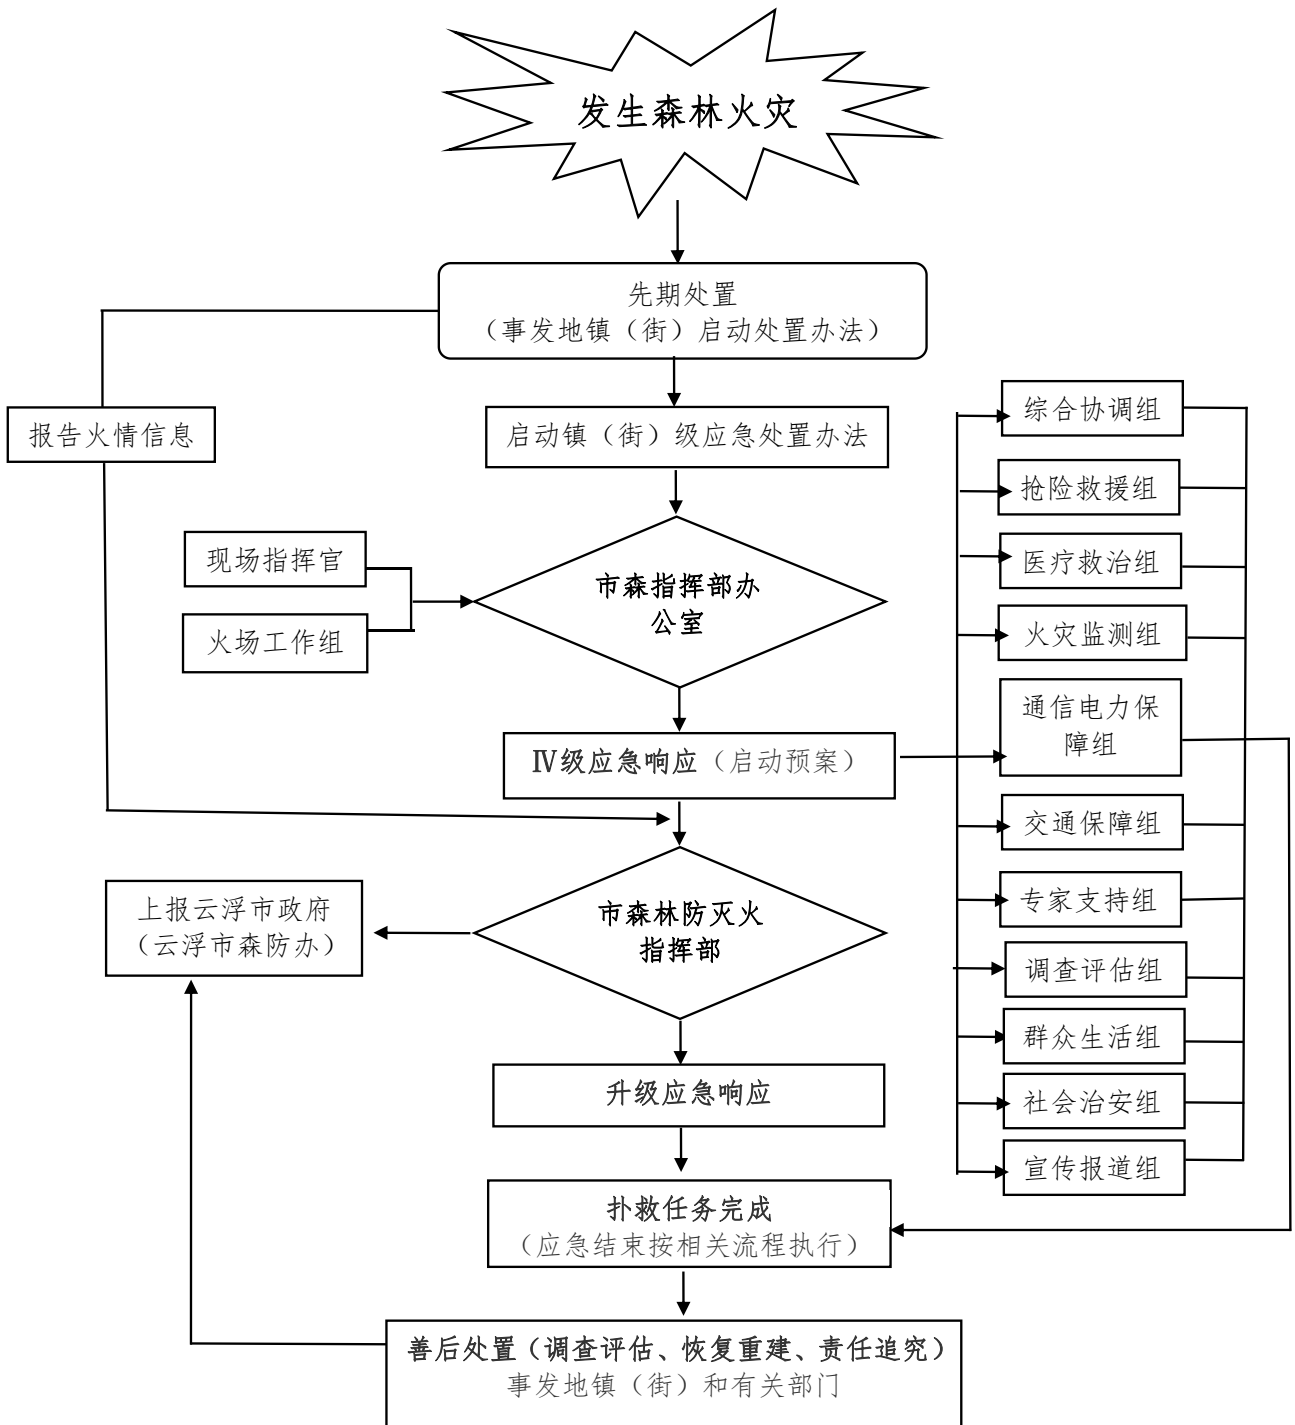 发生森林火灾
先期处置
（事发地镇（街）启动处置办法）
报告火情信息
启动镇（街）级应急处置办法
现场指挥官
火场工作组
市森指挥部办
公室
Ⅳ级应急响应（启动预案）
综合协调组
抢险救援组
医疗救治组
火灾监测组
通信电力保
障组
交通保障组
专家支持组
调查评估组
群众生活组
社会治安组
宣传报道组
市森林防灭火
指挥部
上报云浮市政府
（云浮市森防办）
升级应急响应
扑救任务完成
（应急结束按相关流程执行）
善后处置（调查评估、恢复重建、责任追究）
事发地镇（街）和有关部门